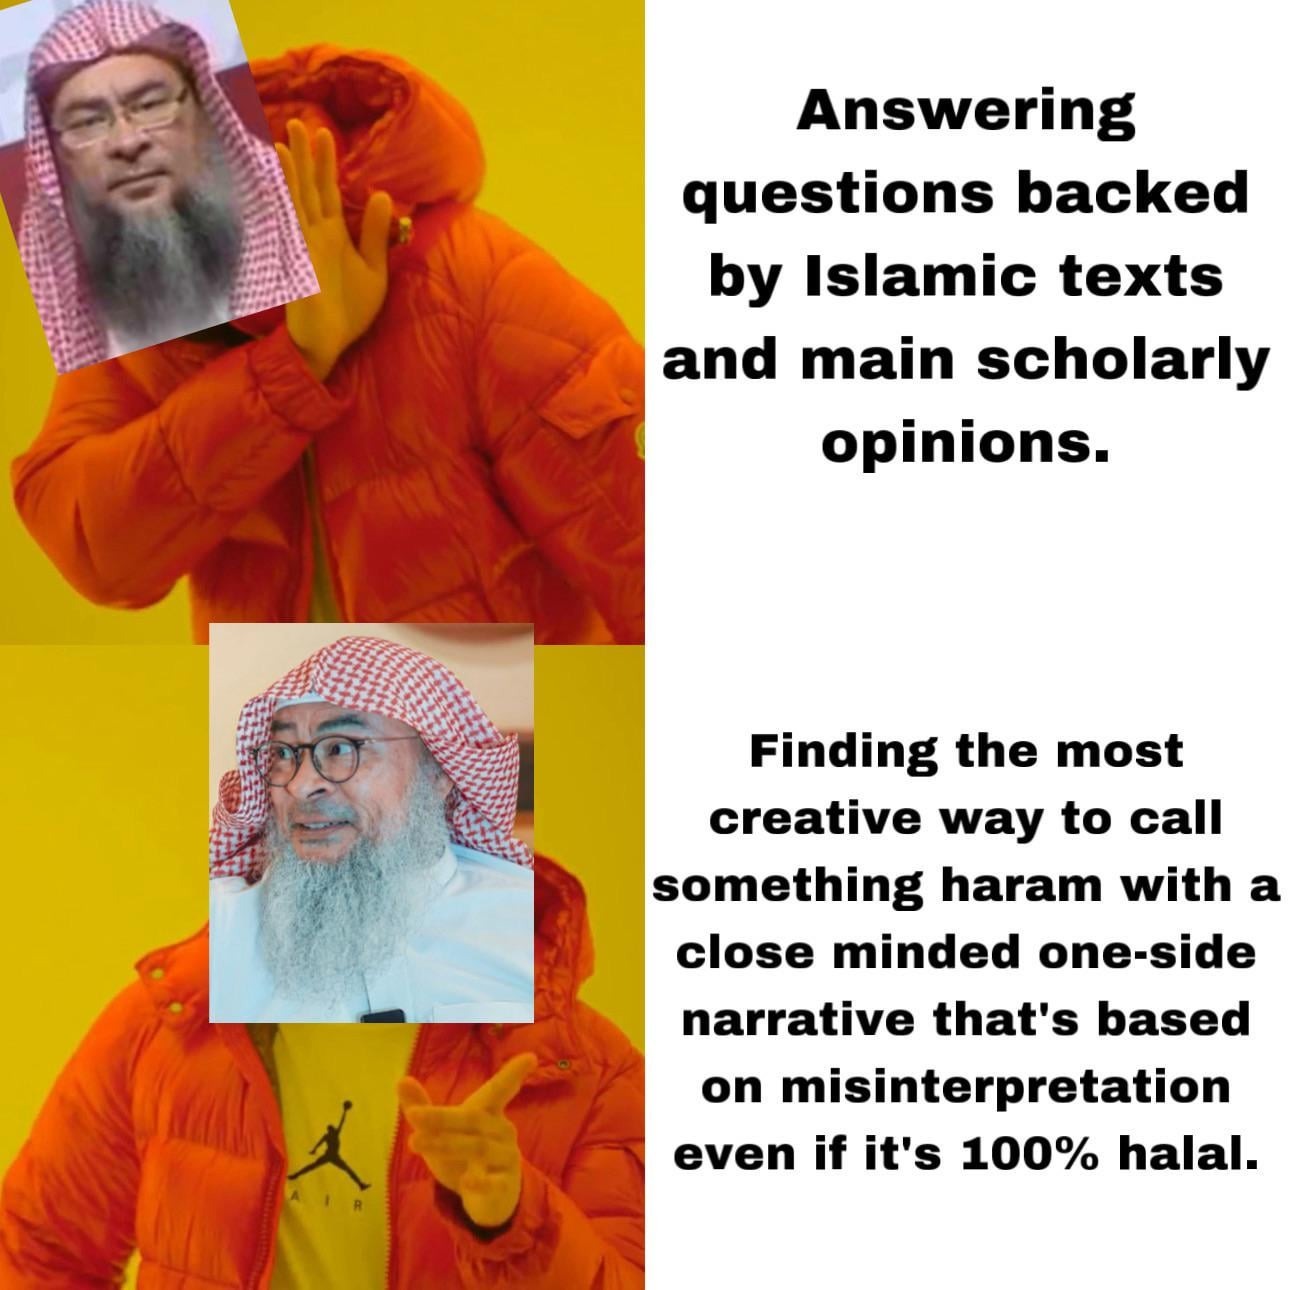 Answering
questions backed
by Islamic texts
and main scholarly
opinions.
Finding the most
creative way to call
something haram with a
close minded one-side
narrative that's based
on misinterpretation
even if it's 100% halal.
AIR